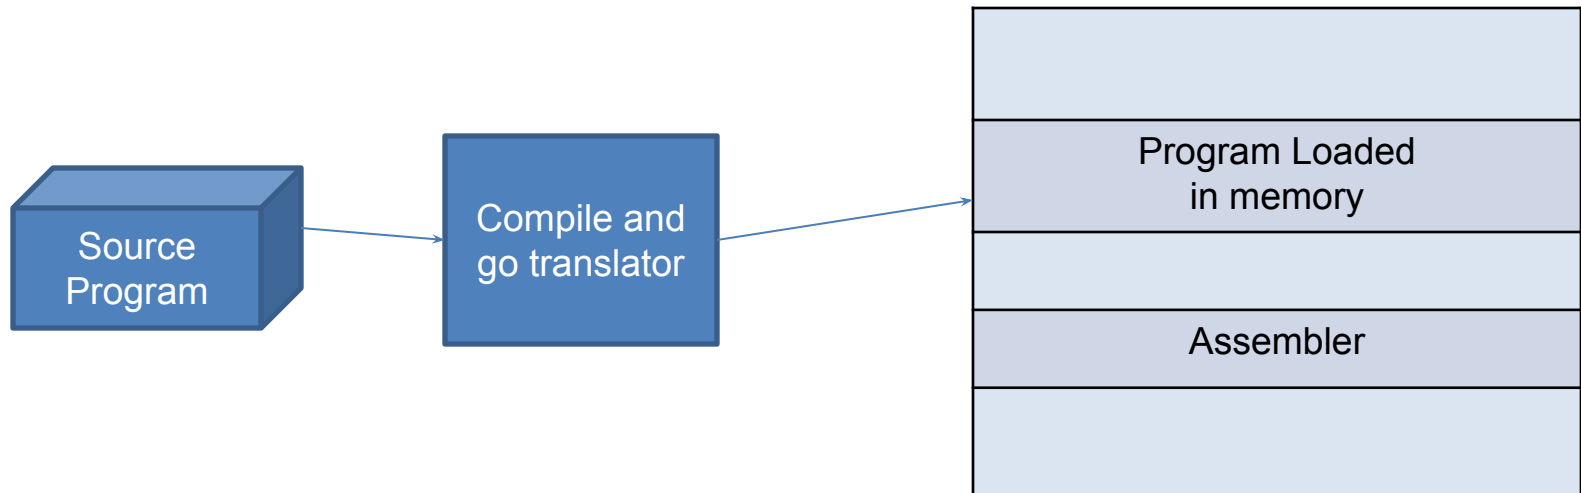 Source
Program
Compile and
go translator
Program Loaded
in memory
Assembler